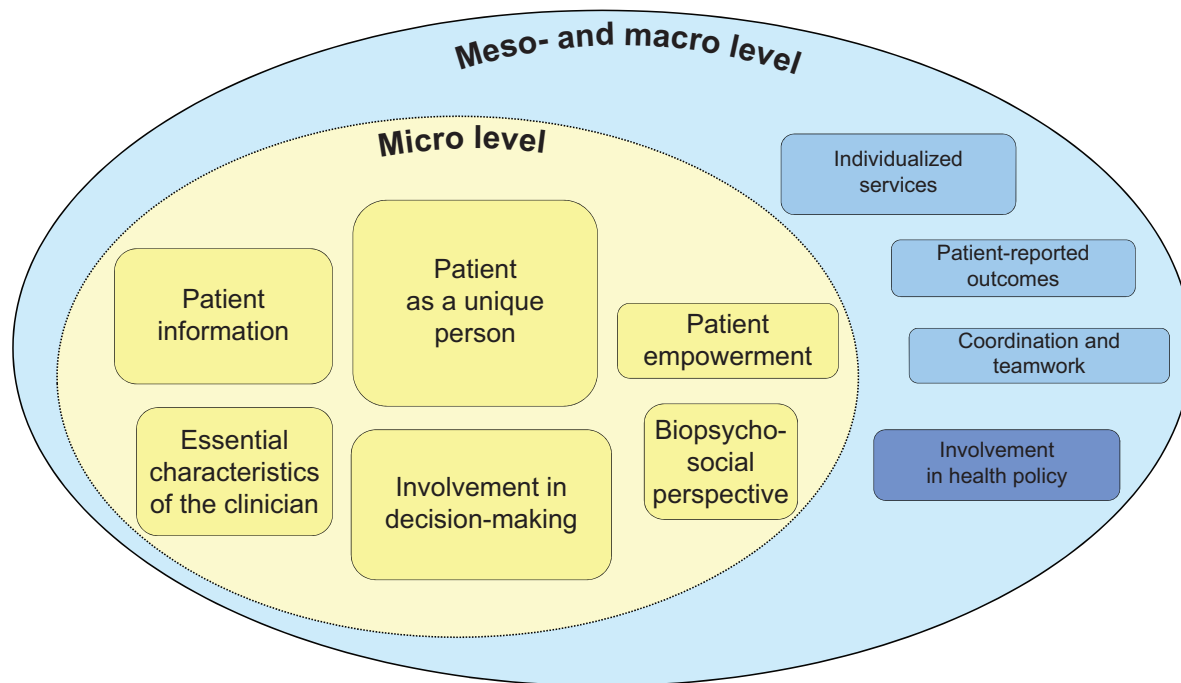 Meso- and macro level
Micro level
Individualized
services
Patient
as a unique
person
Patient
information
Patient-reported
outcomes
Patient
empowerment
Coordination and
teamwork
Essential
characteristics
of the clinician
Involvement in
decision-making
Biopsycho-
social
perspective
Involvement
in health policy